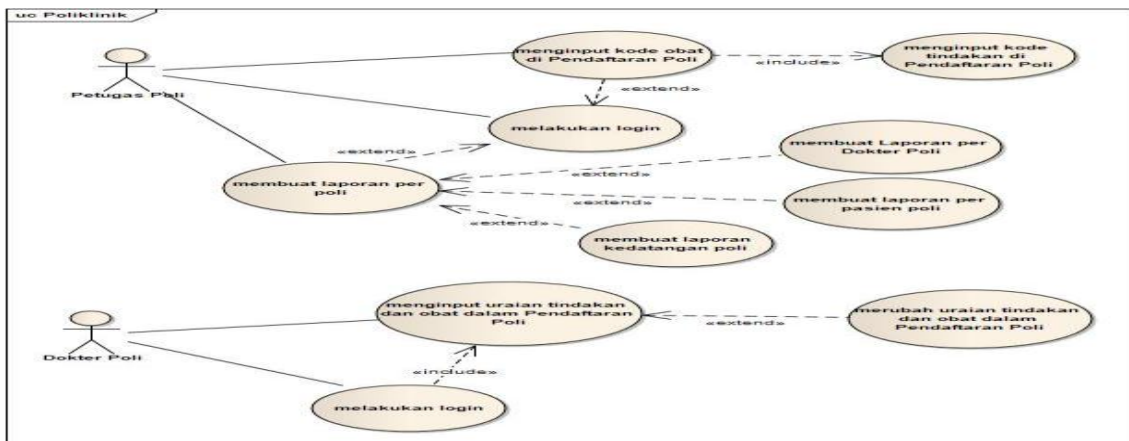 uc Poliklinik
Petugas Poli
menginput kode obat
di Pendaftaran Poli
«include»
menginput kode
tindakan di
Pendaftaran Poli
«extend»
melakukan login
«extend»
membuat laporan per
poli
membuat Laporan per
Dokter Poli
«extend»
membuat laporan per
pasien poli
«extend»
membuat laporan
kedatangan poli
«extend»
Dokter Poli
menginput uraian tindakan
dan obat dalam Pendaftaran
Poli
«extend»
merubah uraian tindakan
dan obat dalam
Pendaftaran Poli
«include»
melakukan login